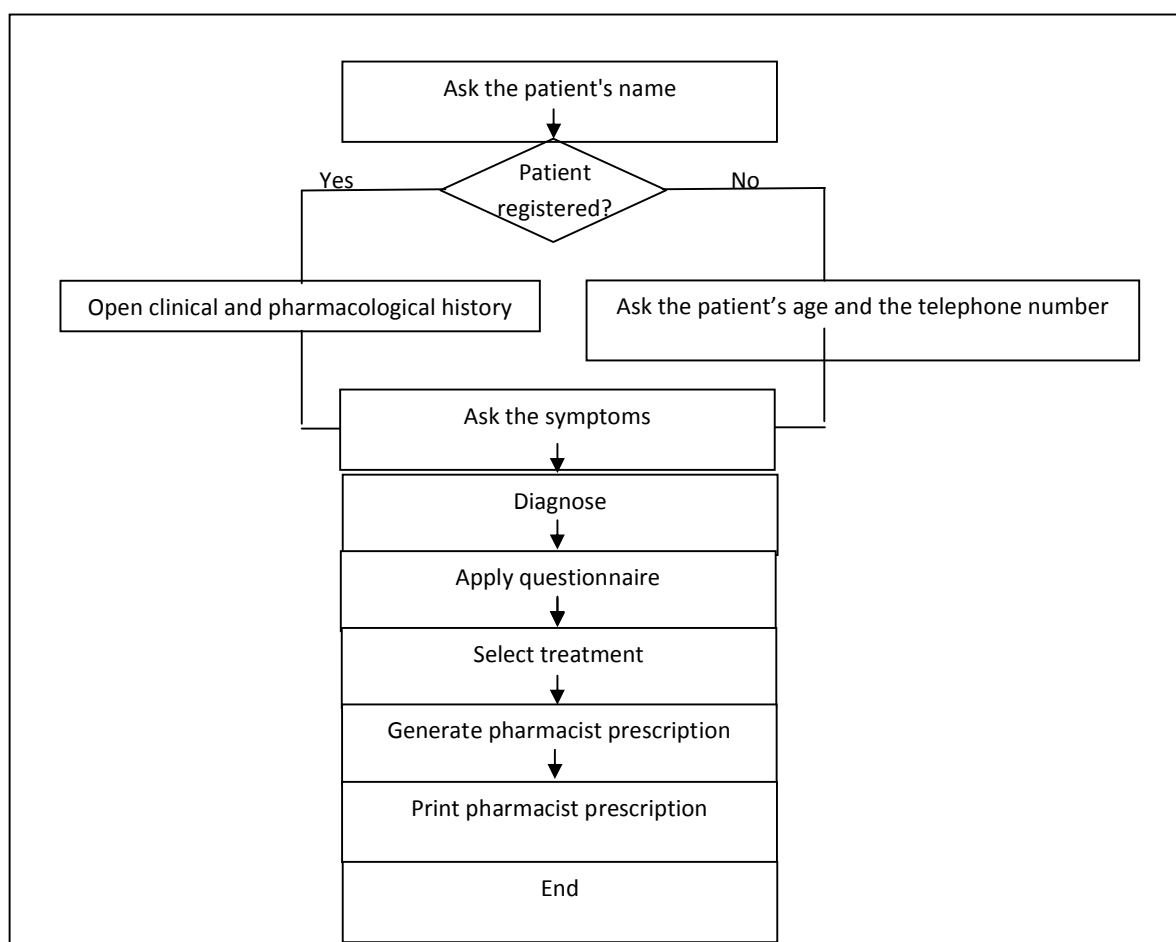 Ask the patient's name
Patient
registered?
Yes
No
Open clinical and pharmacological history
Ask the patient’s age and the telephone number
Ask the symptoms
Diagnose
Apply questionnaire
Select treatment
Generate pharmacist prescription
Print pharmacist prescription
End